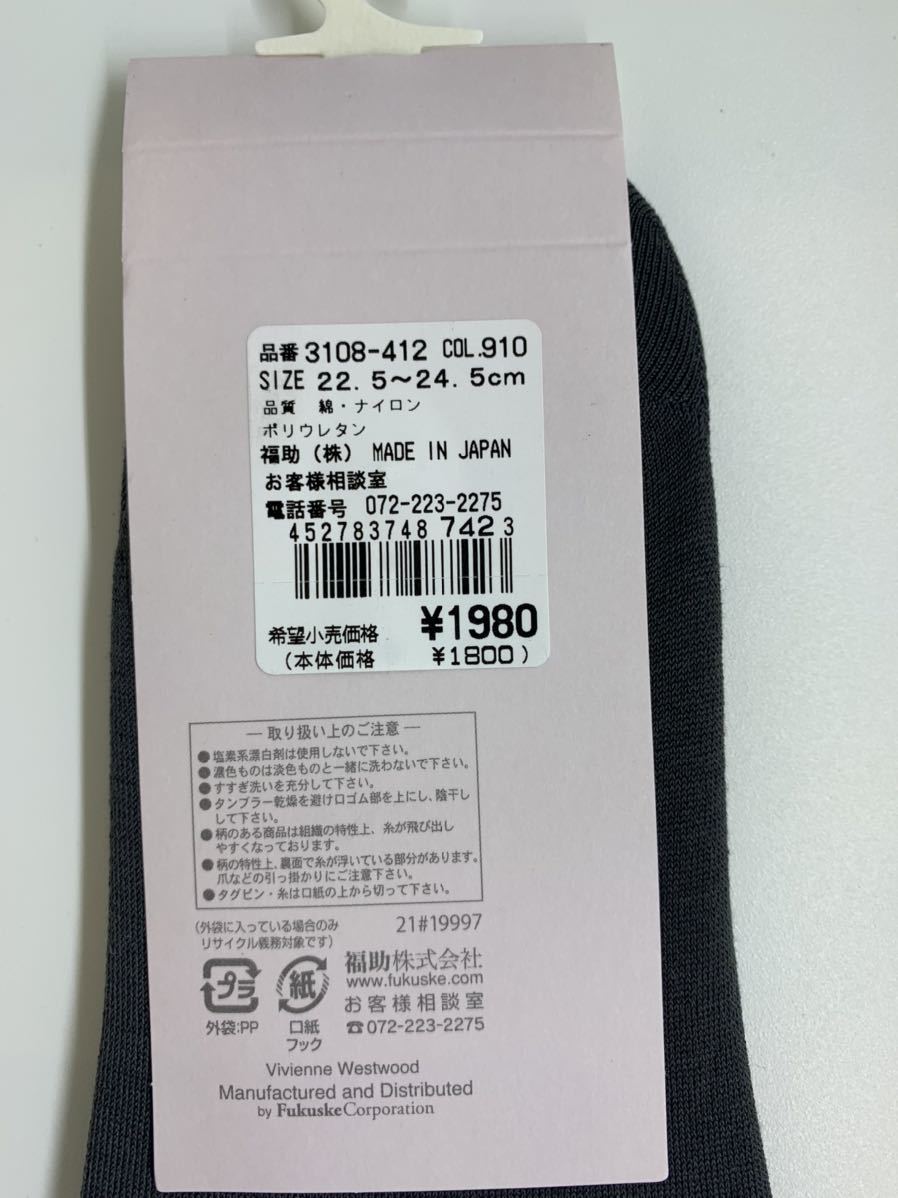 品番 3108-412 COL.910
SIZE 22.5～24.5cm
品質 綿・ナイロン
ポリウレタン
福助（株） MADE IN JAPAN
お客様相談室
電話番号 072-223-2275
4527837487423
希望小売価格 ¥1980
（本体価格 ¥1800）
― 取り扱い上のご注意 ―
●塩素系漂白剤は使用しないで下さい。
●濃色ものは淡色ものと一緒に洗わないで下さい。
●すすぎ洗いを充分して下さい。
●タンブラー乾燥を避け口ゴム部を上にし、陰干し
して下さい。
●柄のある商品は組織の特性上、糸が飛び出し
やすくなっております。
●柄の特性上、裏面で糸が浮いている部分があります。
爪などの引っ掛かりにご注意下さい。
●タグピン・糸は口紙の上から切って下さい。
（外袋に入っている場合のみ
リサイクル義務対象です）
21#19997
プラ
外袋:PP
紙
口紙
フック
福助株式会社
www.fukuske.com
お客様相談室
☎072-223-2275
Vivienne Westwood
Manufactured and Distributed
by Fukuske Corporation